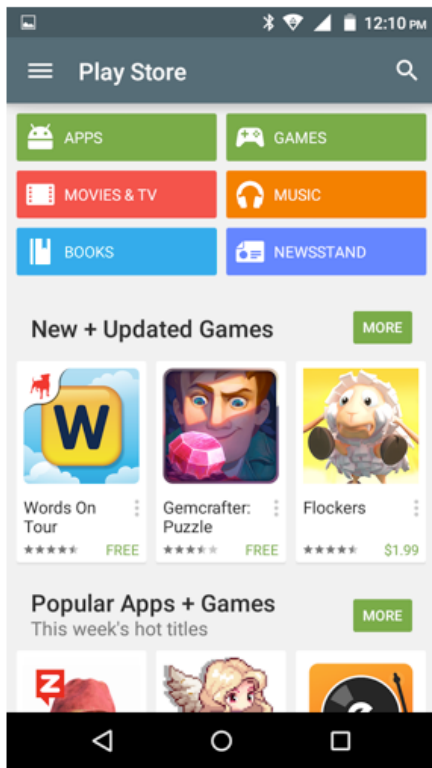 12:10 PM
Play Store
APPS
GAMES
MOVIES & TV
MUSIC
BOOKS
NEWSSTAND
New + Updated Games
MORE
W
Words On
Tour
FREE
Gemcrafter:
Puzzle
FREE
Flockers
$1.99
Popular Apps + Games
This week's hot titles
MORE
Z